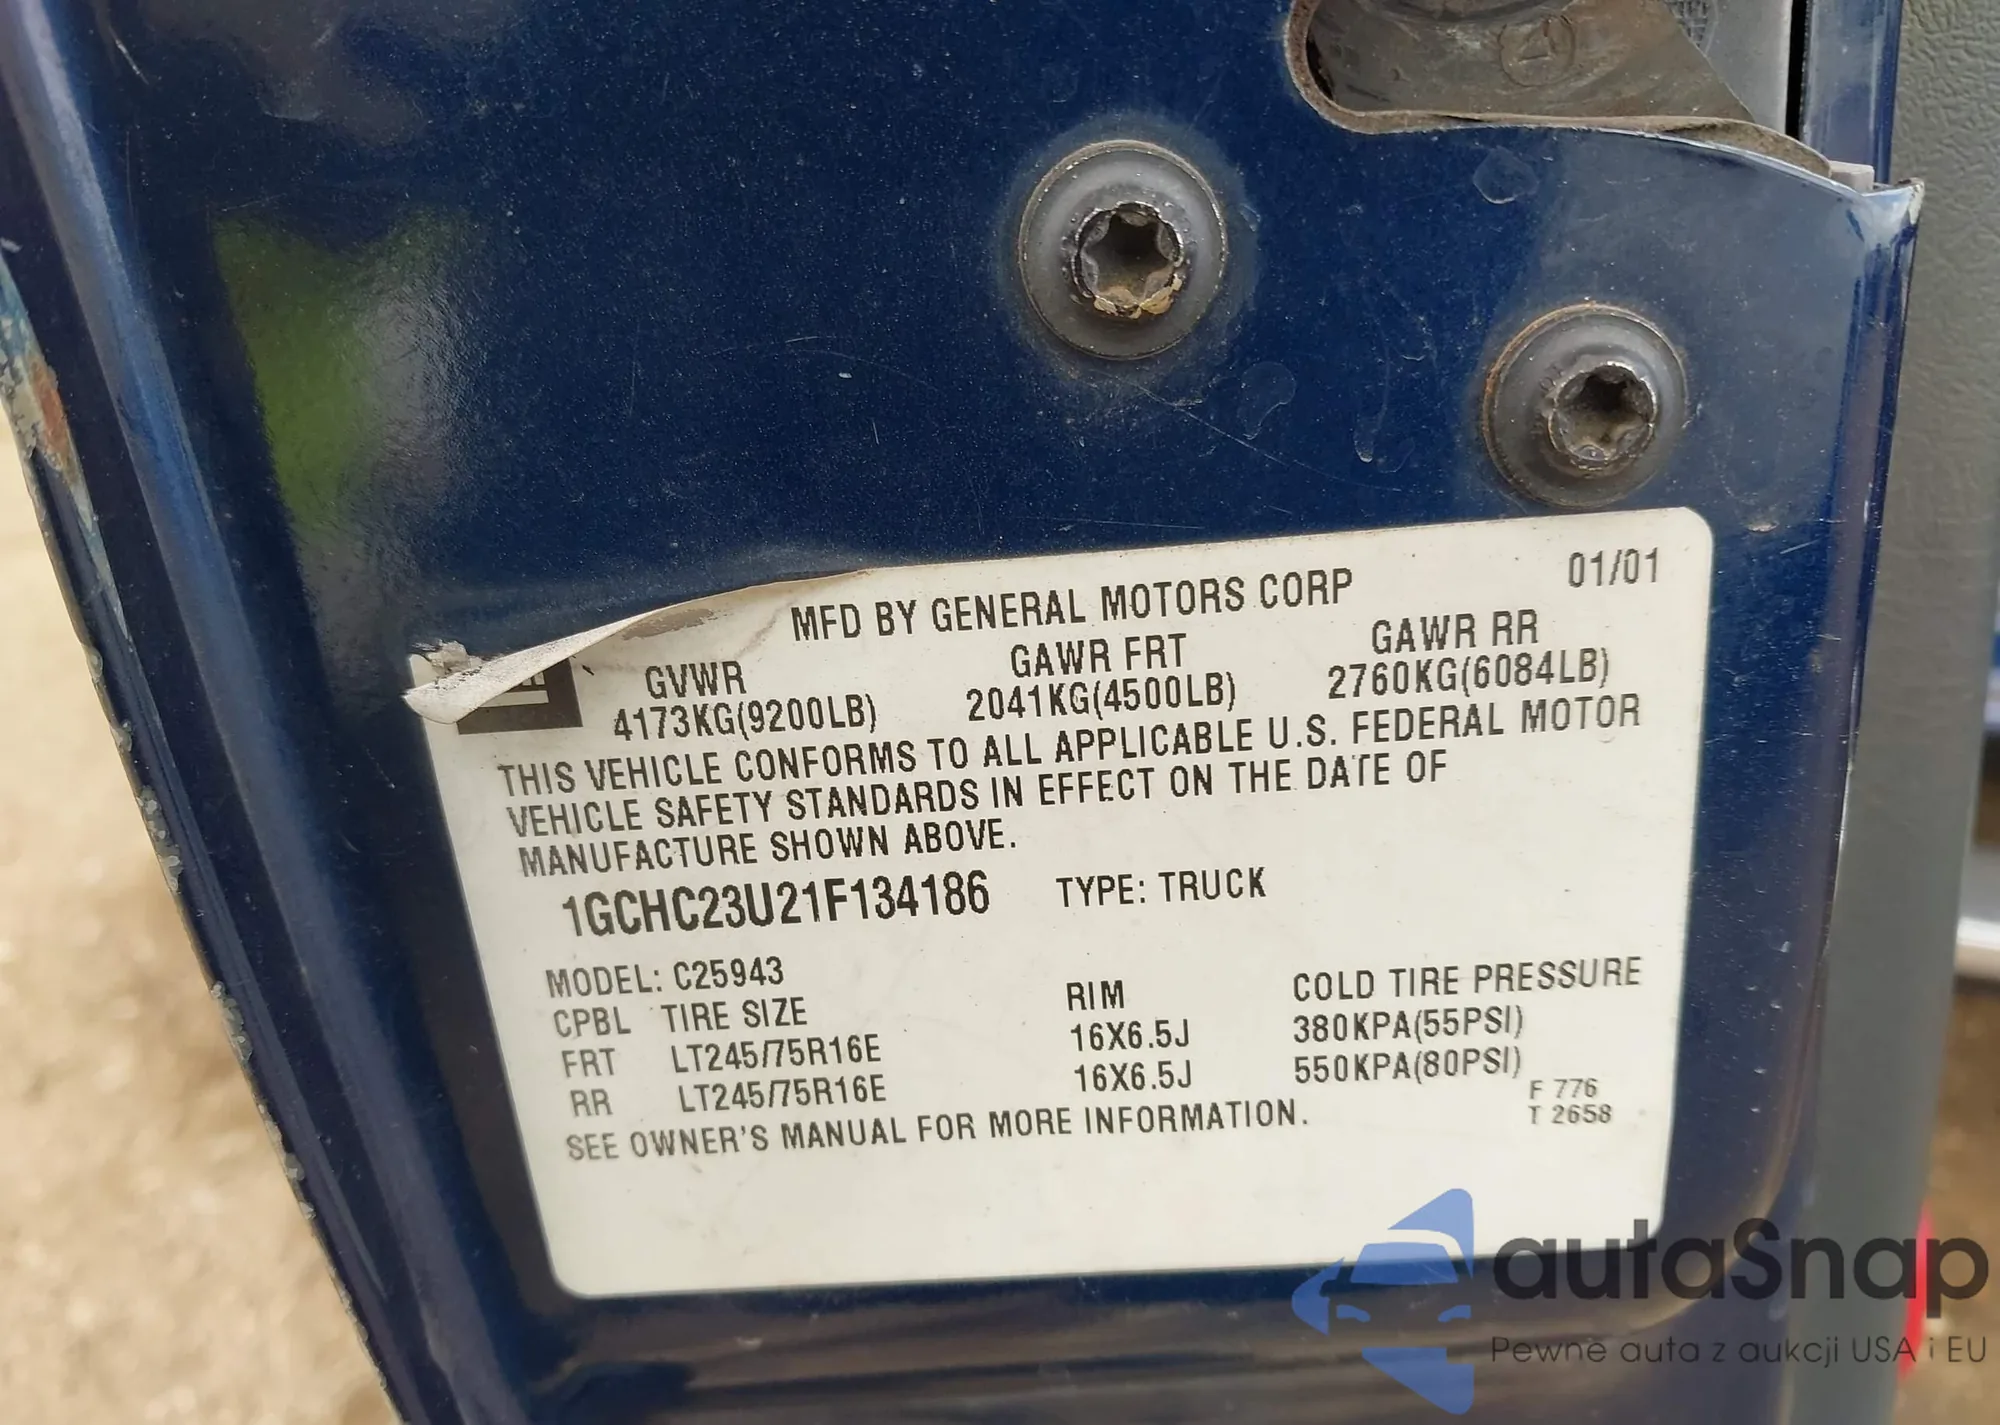 MFD BY GENERAL MOTORS CORP 01/01
GVWR GAWR FRT GAWR RR
4173KG(9200LB) 2041KG(4500LB) 2760KG(6084LB)
THIS VEHICLE CONFORMS TO ALL APPLICABLE U.S. FEDERAL MOTOR
VEHICLE SAFETY STANDARDS IN EFFECT ON THE DATE OF
MANUFACTURE SHOWN ABOVE.
1GCHC23U21F134186 TYPE: TRUCK
MODEL: C25943
CPBL TIRE SIZE RIM COLD TIRE PRESSURE
FRT LT245/75R16E 16X6.5J 380KPA(55PSI)
RR LT245/75R16E 16X6.5J 550KPA(80PSI)
F 776
T 2658
SEE OWNER'S MANUAL FOR MORE INFORMATION.
autaSnap
Pewne auta z aukcji USA i EU